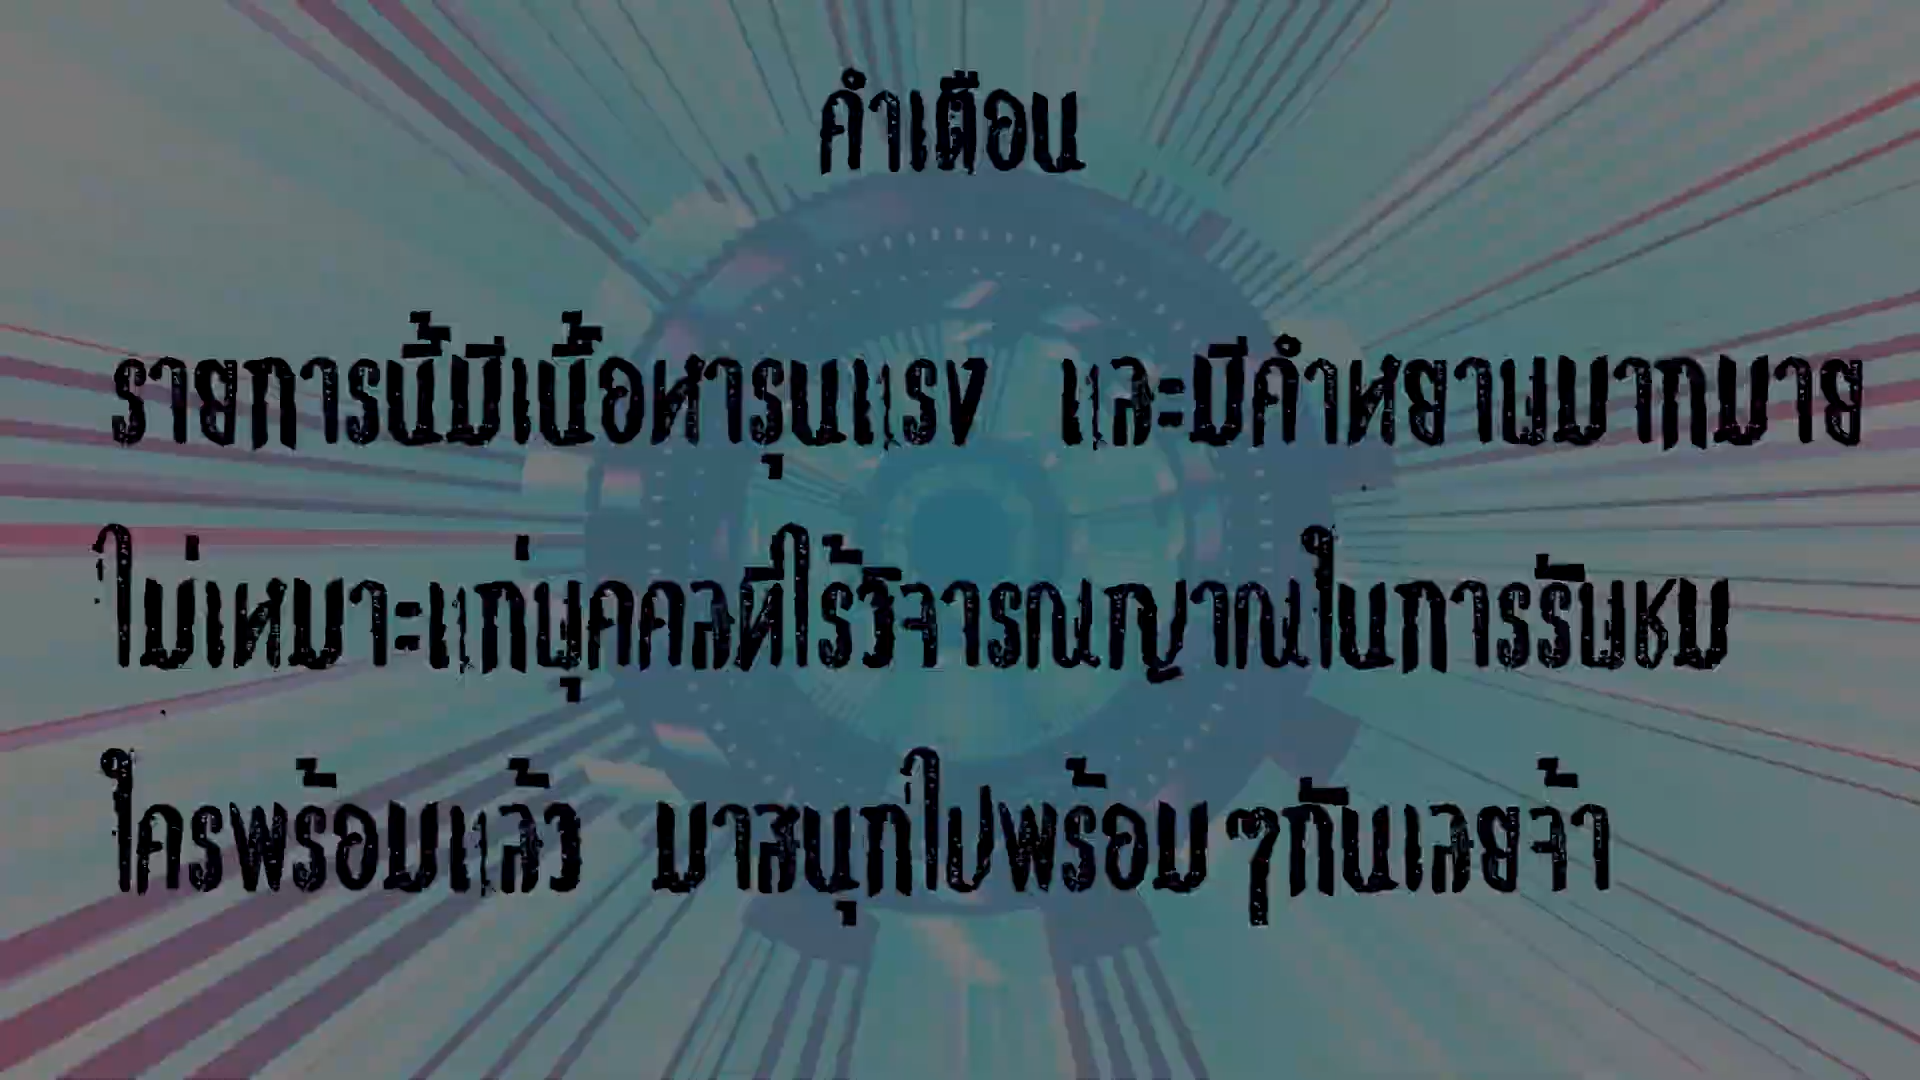 คำเตือน
รายการนี้มีเนื้อหารุนแรง และมีคำหยาบมากมาย
ไม่เหมาะแก่บุคคลที่ไร้วิจารณญาณในการรับชม
ใครพร้อมแล้ว มาสนุกไปพร้อมๆกันเลยจ้า